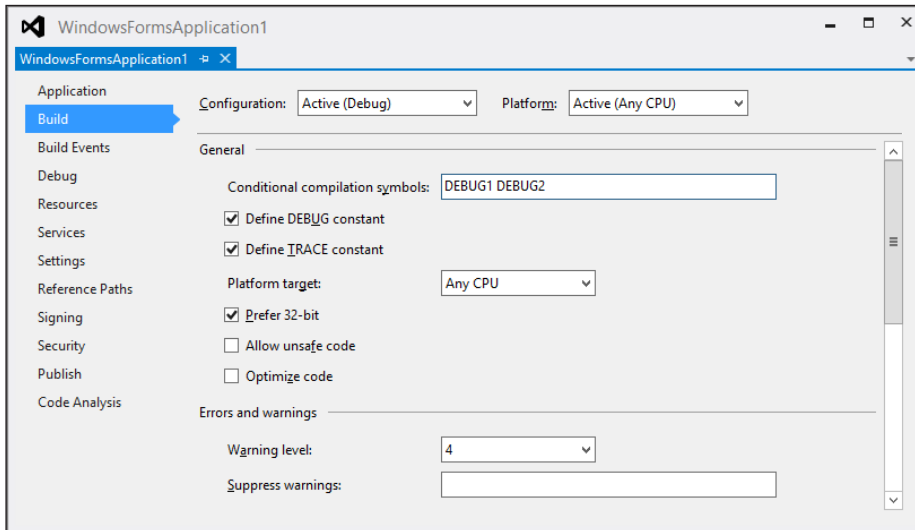 WindowsFormsApplication1
WindowsFormsApplication1
Application
Build
Build Events
Debug
Resources
Services
Settings
Reference Paths
Signing
Security
Publish
Code Analysis
Configuration: Active (Debug) Platform: Active (Any CPU)
General
Conditional compilation symbols: DEBUG1 DEBUG2
Define DEBUG constant
Define TRACE constant
Platform target: Any CPU
Prefer 32-bit
Allow unsafe code
Optimize code
Errors and warnings
Warning level: 4
Suppress warnings: